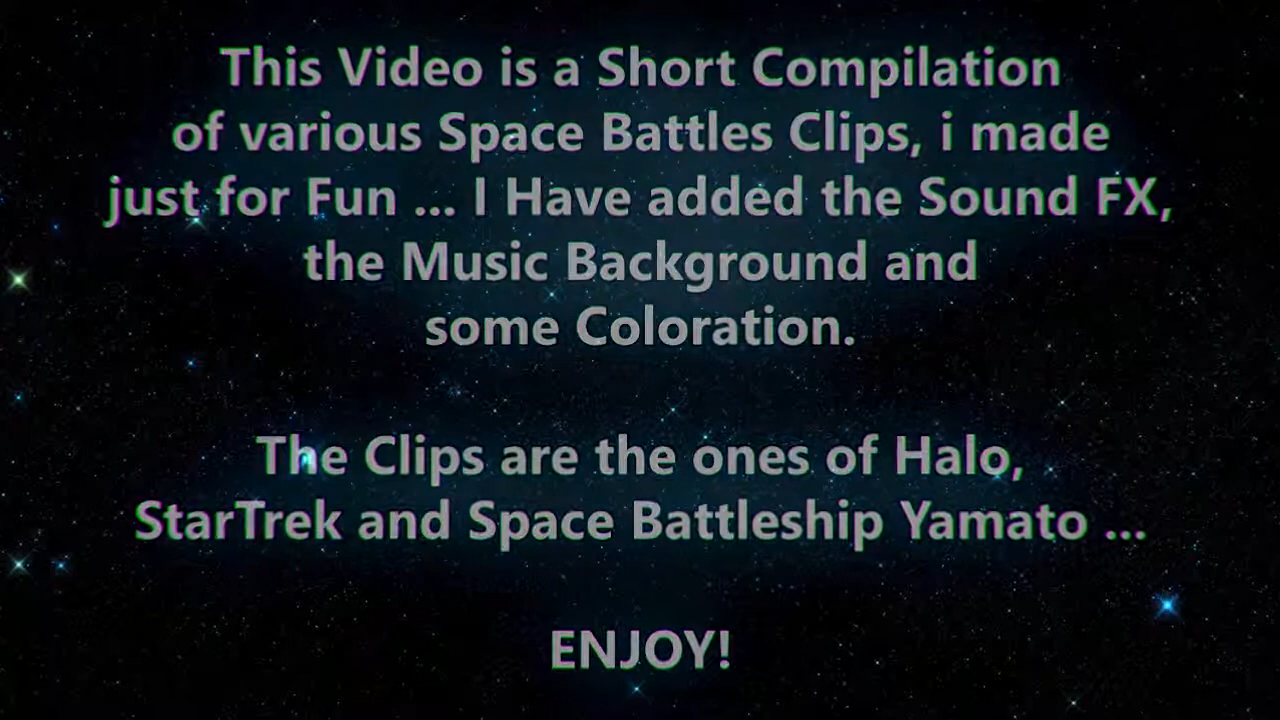 This Video is a Short Compilation
of various Space Battles Clips, i made
just for Fun ... I Have added the Sound FX,
the Music Background and
some Coloration.
The Clips are the ones of Halo,
StarTrek and Space Battleship Yamato ...
ENJOY!